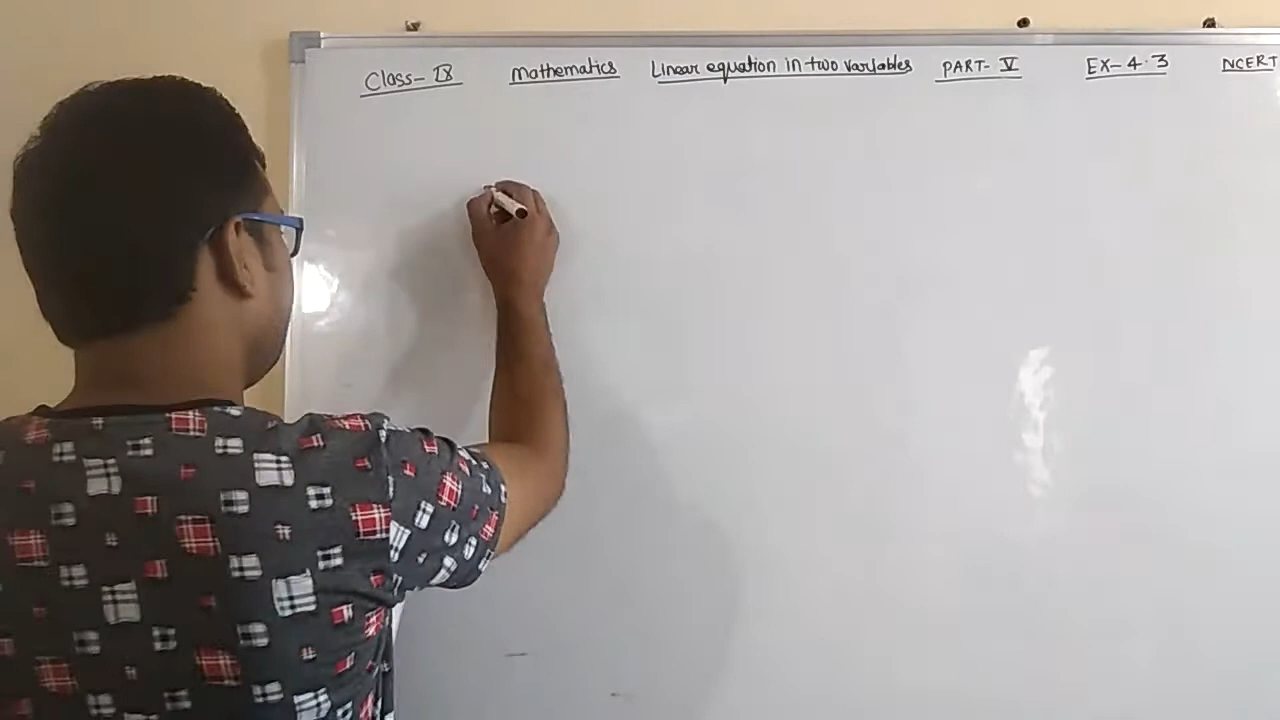 Class- IX Mathematics Linear equation in two variables PART- V EX- 4.3 NCERT